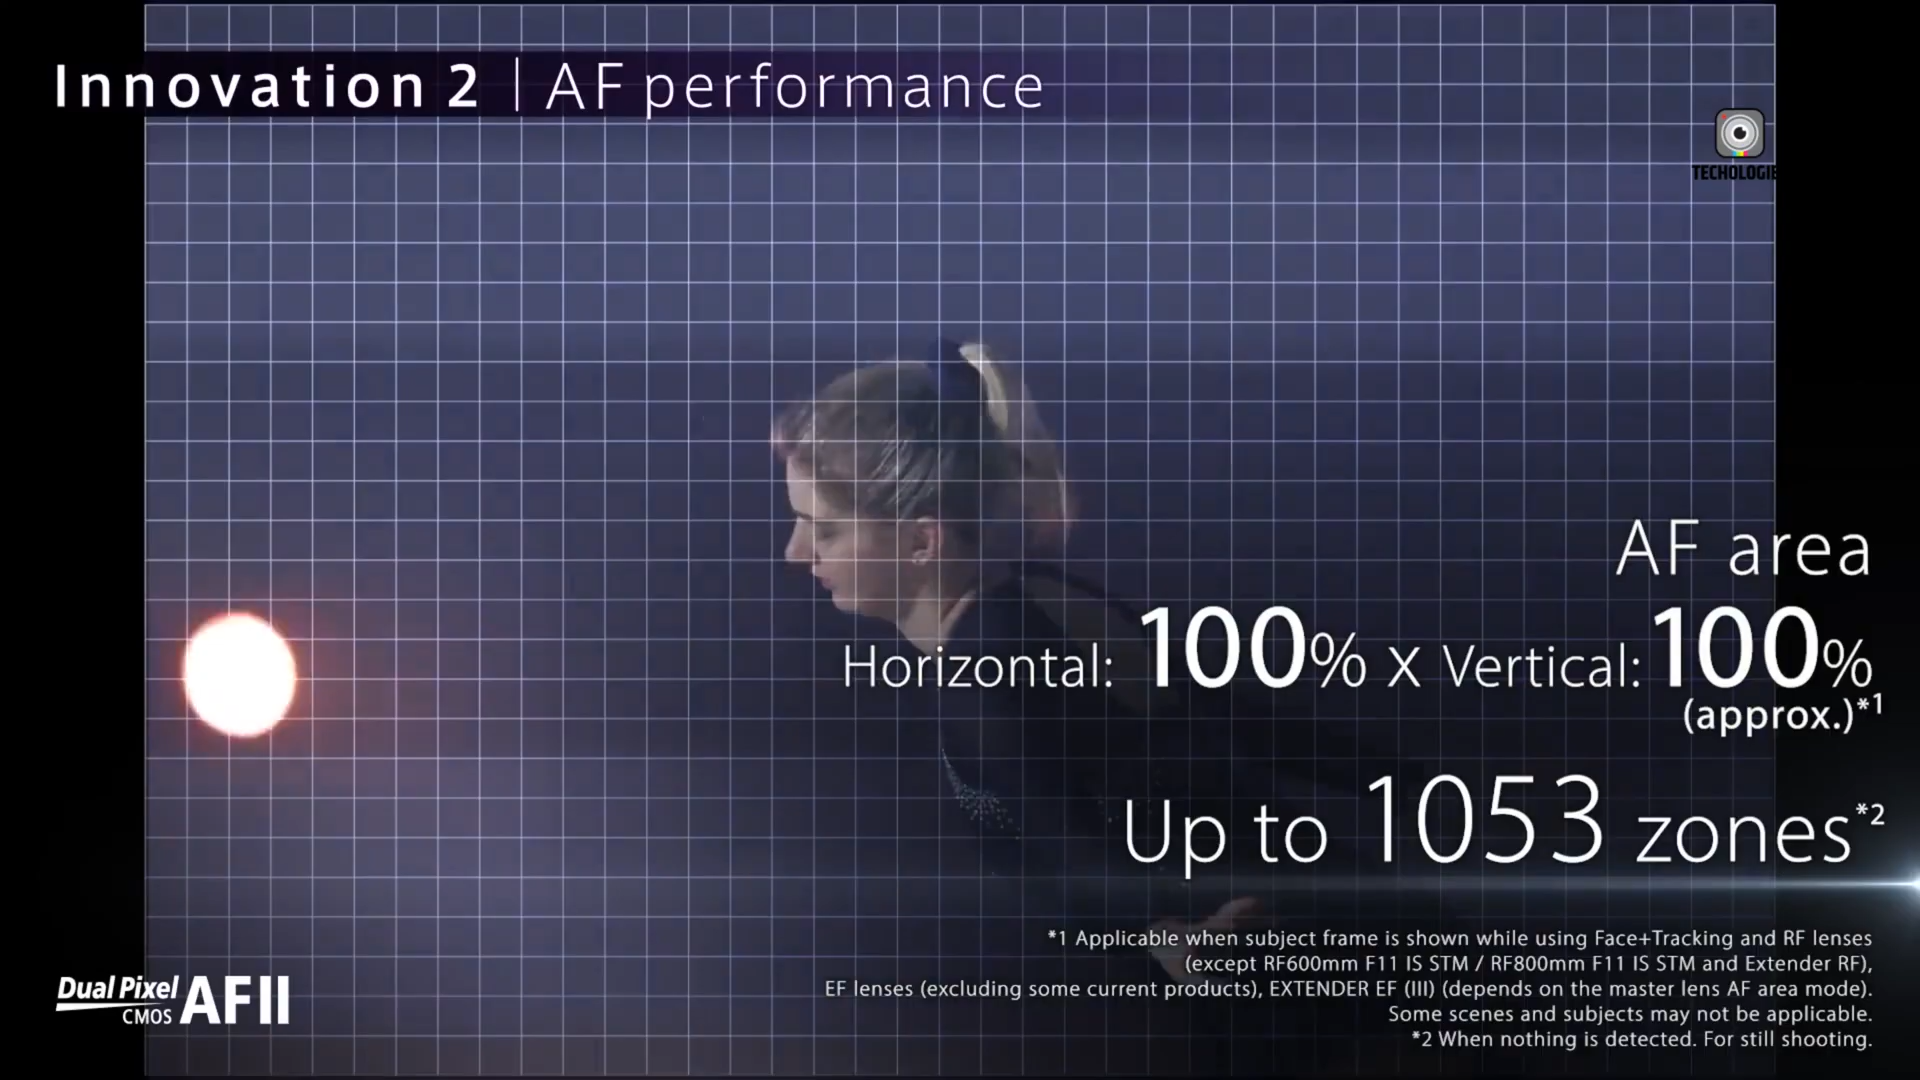 Innovation 2 | AF performance
TECHOLOGIE
AF area
Horizontal: 100% x Vertical: 100%
(approx.)*1
Up to 1053 zones*2
*1 Applicable when subject frame is shown while using Face+Tracking and RF lenses
(except RF600mm F11 IS STM / RF800mm F11 IS STM and Extender RF),
EF lenses (excluding some current products), EXTENDER EF (III) (depends on the master lens AF area mode).
Some scenes and subjects may not be applicable.
*2 When nothing is detected. For still shooting.
Dual Pixel
CMOS AF II